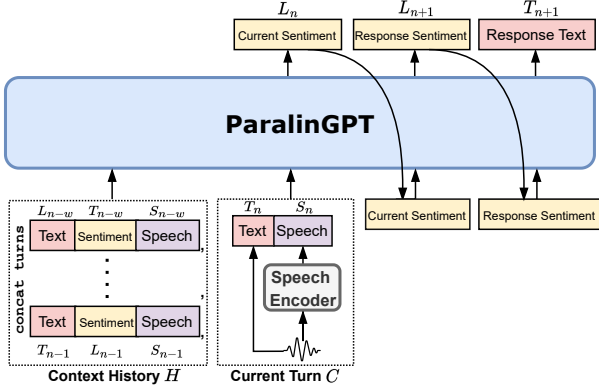 L_n L_{n+1} T_{n+1}
Current Sentiment Response Sentiment Response Text
ParalinGPT
L_{n-w} T_{n-w} S_{n-w} T_n S_n
Text Sentiment Speech , Text Speech Current Sentiment Response Sentiment
concat turns
,
Speech
Encoder
Text Sentiment Speech ,
T_{n-1} L_{n-1} S_{n-1}
Context History H Current Turn C